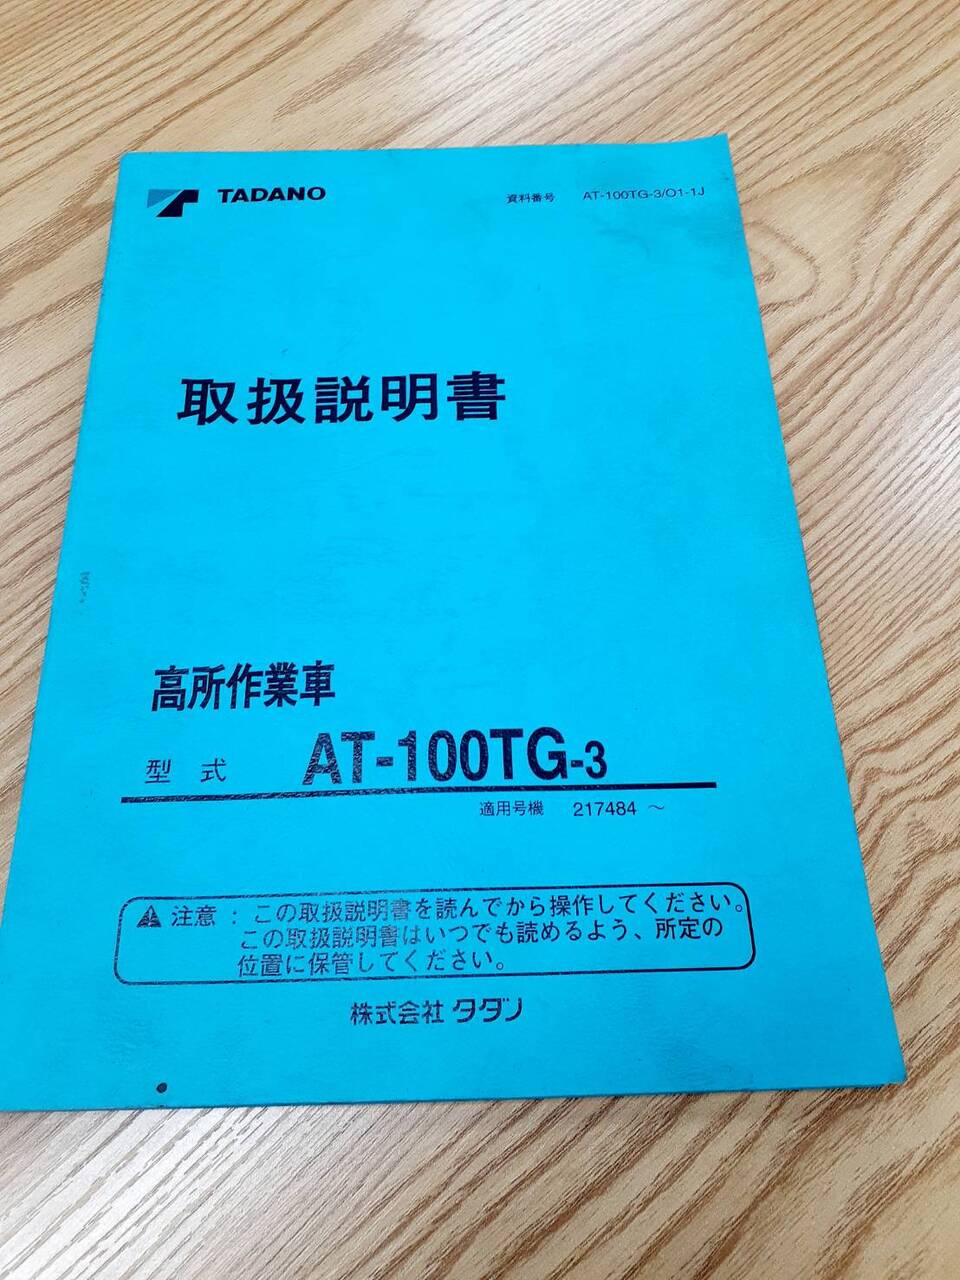 TADANO
資料番号 AT-100TG-3/O1-1J
取扱説明書
高所作業車
型式 AT-100TG-3
適用号機 217484 ～
注意：この取扱説明書を読んでから操作してください。
この取扱説明書はいつでも読めるよう、所定の
位置に保管してください。
株式会社 タダノ